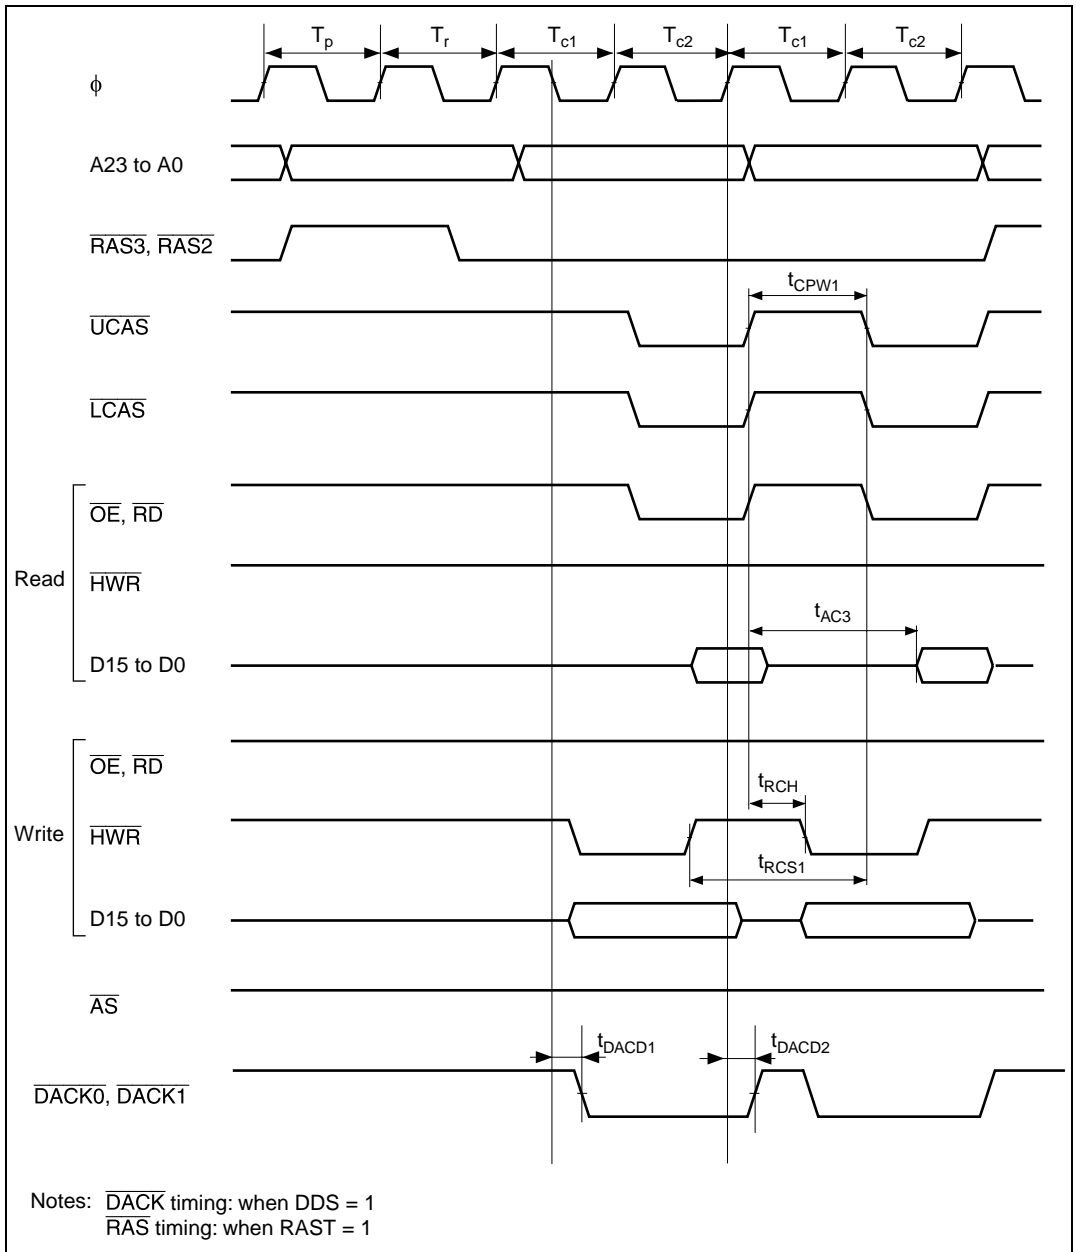 Tp Tr Tc1 Tc2 Tc1 Tc2
ϕ
A23 to A0
RAS3, RAS2
tCPW1
UCAS
LCAS
OE, RD
Read
HWR
tAC3
D15 to D0
OE, RD
tRCH
Write
HWR
tRCS1
D15 to D0
AS
tDACD1 tDACD2
DACK0, DACK1
Notes: DACK timing: when DDS = 1
RAS timing: when RAST = 1